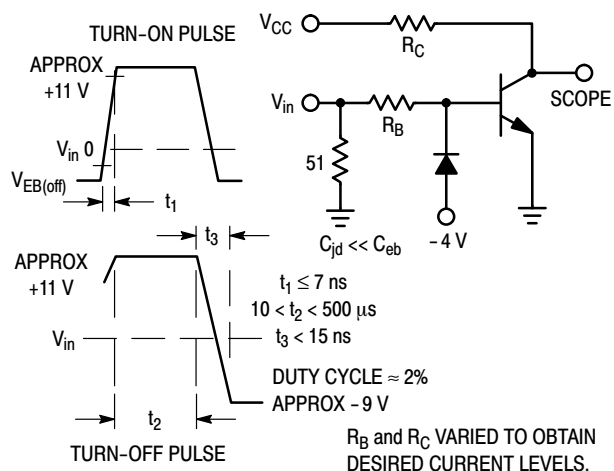 TURN-ON PULSE
APPROX
+11 V
V_in 0
V_EB(off)
t_1
V_CC
R_C
V_in
R_B
SCOPE
51
C_jd << C_eb
-4 V
t_3
APPROX
+11 V
V_in
t_1 ≤ 7 ns
10 < t_2 < 500 μs
t_3 < 15 ns
DUTY CYCLE ≈ 2%
APPROX -9 V
t_2
TURN-OFF PULSE
R_B and R_C VARIED TO OBTAIN
DESIRED CURRENT LEVELS.